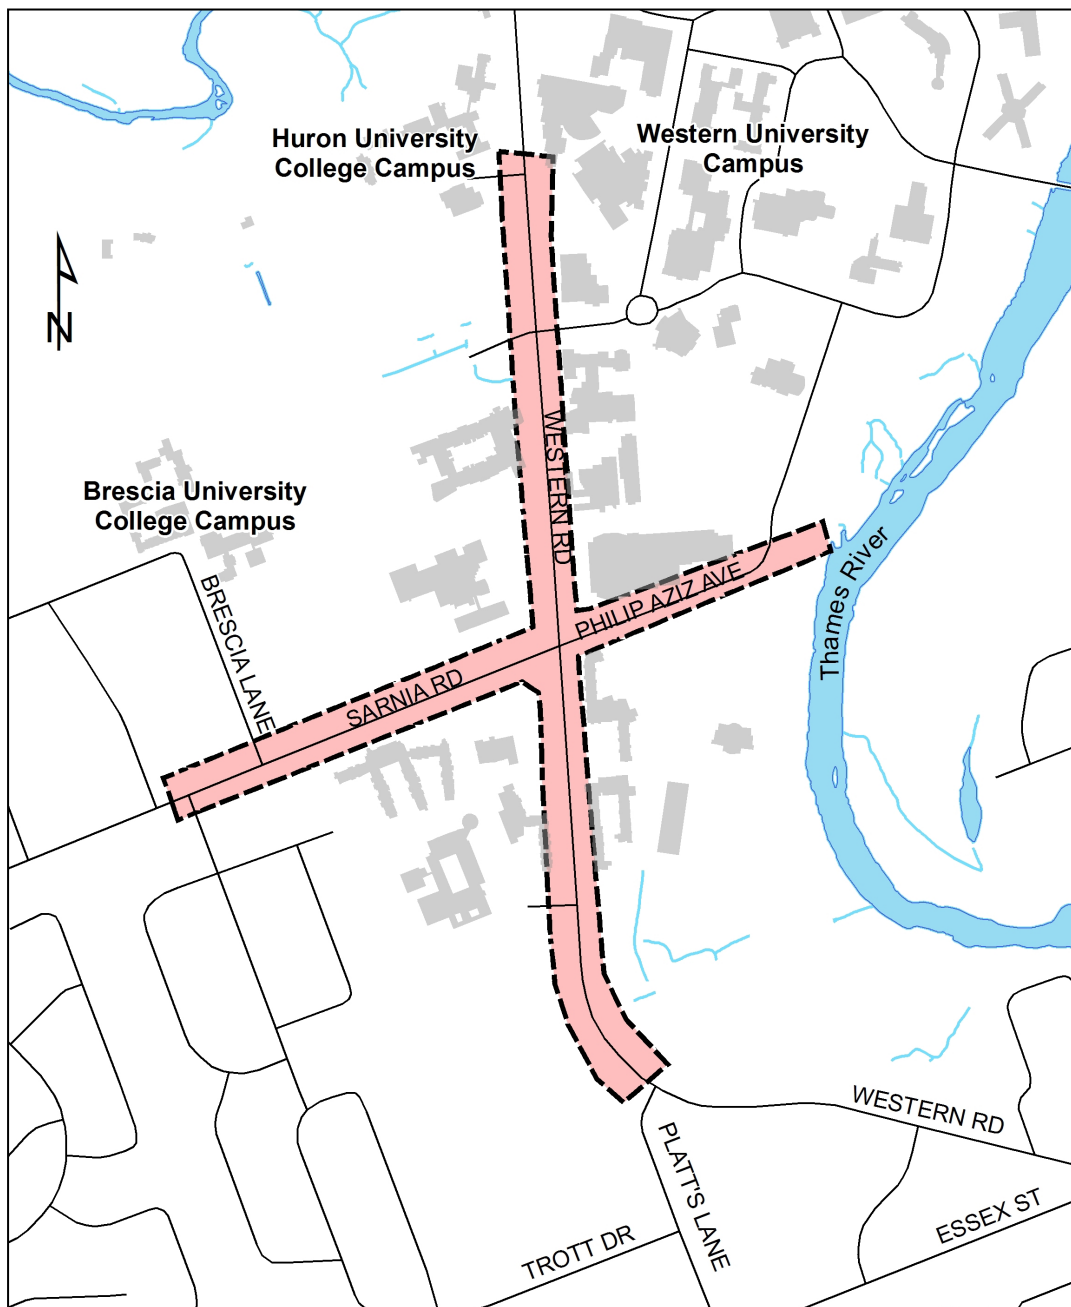 Huron University
College Campus
Western University
Campus
N
WESTERN RD
Brescia University
College Campus
BRESCIA LANE
PHILIP AZIZ AVE
Thames River
SARNIA RD
WESTERN RD
PLATT'S LANE
ESSEX ST
TROTT DR